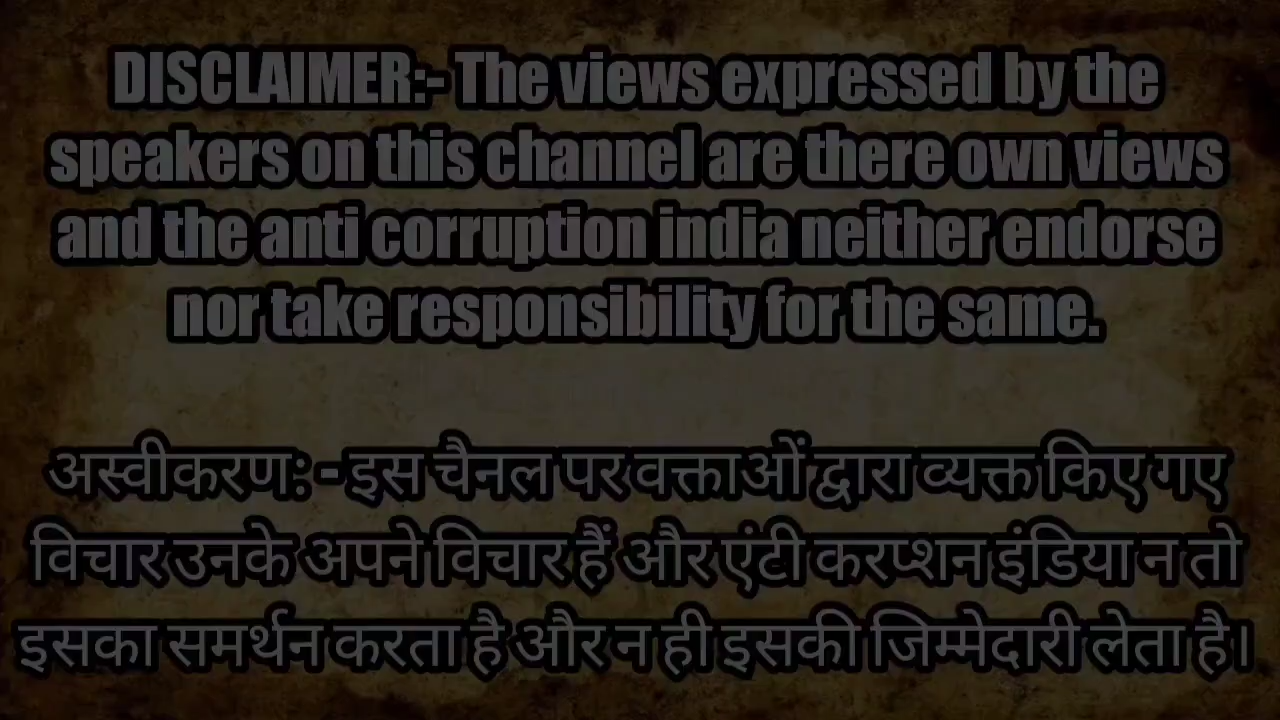 DISCLAIMER:- The views expressed by the
speakers on this channel are there own views
and the anti corruption india neither endorse
nor take responsibility for the same.
अस्वीकरण: - इस चैनल पर वक्ताओं द्वारा व्यक्त किए गए
विचार उनके अपने विचार हैं और एंटी करप्शन इंडिया न तो
इसका समर्थन करता है और न ही इसकी जिम्मेदारी लेता है।